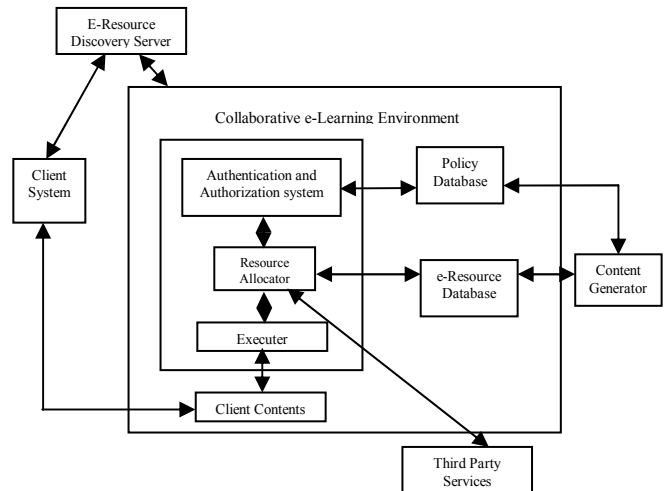 E-Resource
Discovery Server
Collaborative e-Learning Environment
Client
System
Authentication and
Authorization system
Policy
Database
Resource
Allocator
e-Resource
Database
Content
Generator
Executer
Client Contents
Third Party
Services